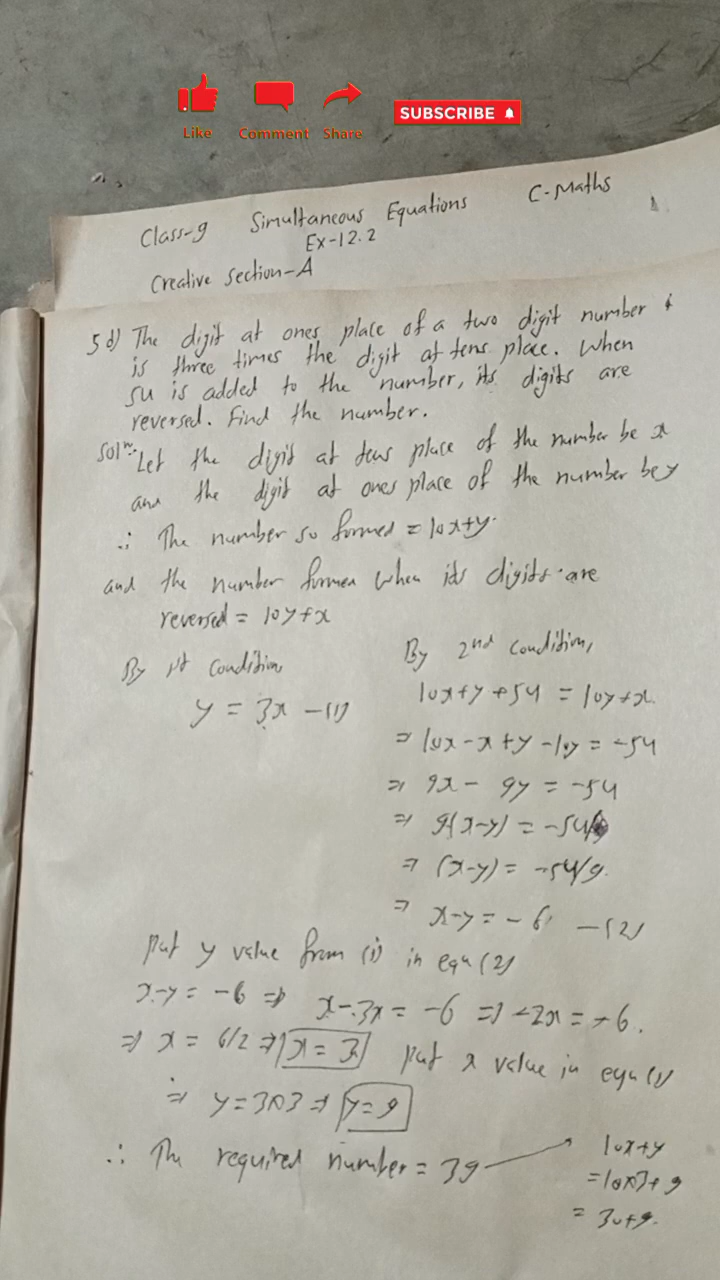 Like Comment Share SUBSCRIBE
Class-9 Simultaneous Equations C-Maths
Ex-12.2
Creative Section-A
5 d) The digit at ones place of a two digit number
is three times the digit at tens place. When
54 is added to the number, its digits are
reversed. Find the number.
Solⁿ: Let the digit at tens place of the number be x
and the digit at ones place of the number be y
∴ The number so formed = 10x+y.
and the number formed when its digits are
reversed = 10y+x
By 1st condition
y = 3x -(1)
By 2nd condition,
10x+y+54 = 10y+x.
⇒ 10x-x+y-10y = -54
⇒ 9x - 9y = -54
⇒ 9(x-y) = -54
⇒ (x-y) = -54/9.
⇒ x-y = -6 -(2)
Put y value from (i) in eqn (2)
x-y = -6 ⇒ x-3x = -6 ⇒ -2x = -6.
⇒ x = 6/2 ⇒ x = 3 put x value in eqn (1)
⇒ y = 3×3 ⇒ y = 9
∴ The required number = 39
10x+y
=10×3+9
= 30+9.